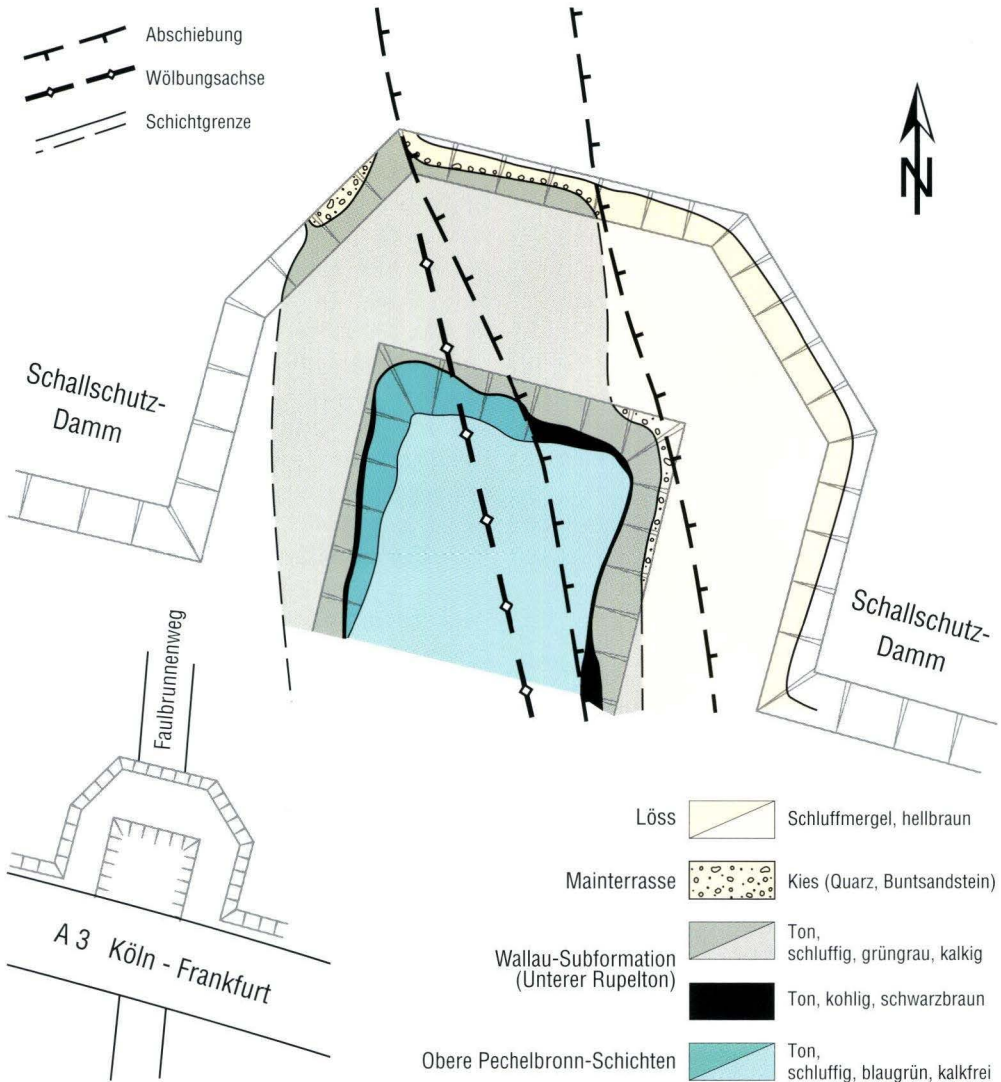 Abschiebung
Wölbungsachse
Schichtgrenze
N
Schallschutz-
Damm
Schallschutz-
Damm
Faulbrunnenweg
A 3 Köln - Frankfurt
Löss
Schluffmergel, hellbraun
Mainterrasse
Kies (Quarz, Buntsandstein)
Wallau-Subformation
(Unterer Rupelton)
Ton,
schluffig, grüngrau, kalkig
Ton, kohlig, schwarzbraun
Obere Pechelbronn-Schichten
Ton,
schluffig, blaugrün, kalkfrei